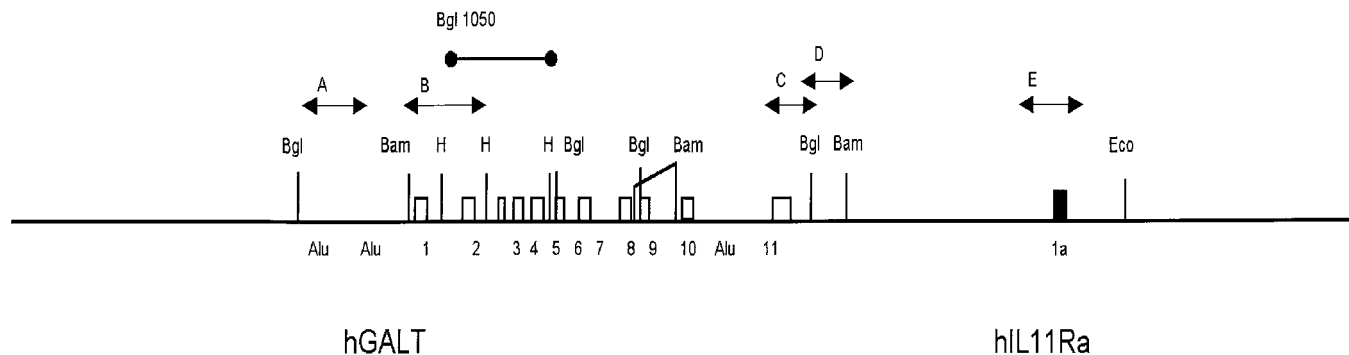 Bgl 1050
D
A B C E
Bgl Bam H H H Bgl Bgl Bam Bgl Bam Eco
Alu Alu 1 2 3 4 5 6 7 8 9 10 Alu 11 1a
hGALT hIL11Ra